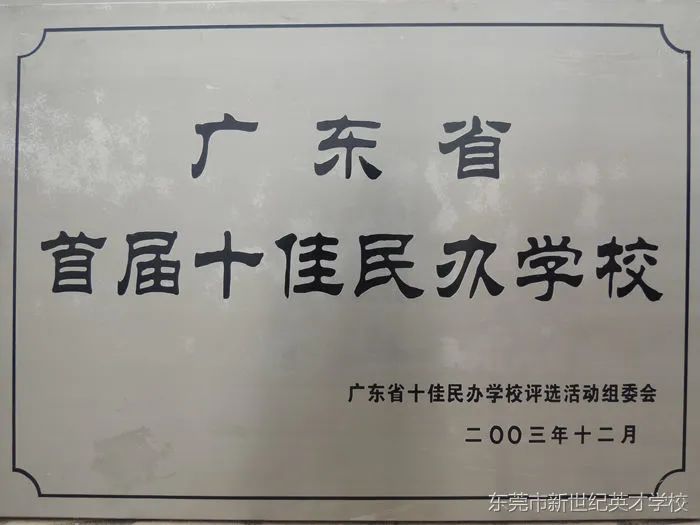 广东省
首届十佳民办学校
广东省十佳民办学校评选活动组委会
二〇〇三年十二月
东莞市新世纪英才学校